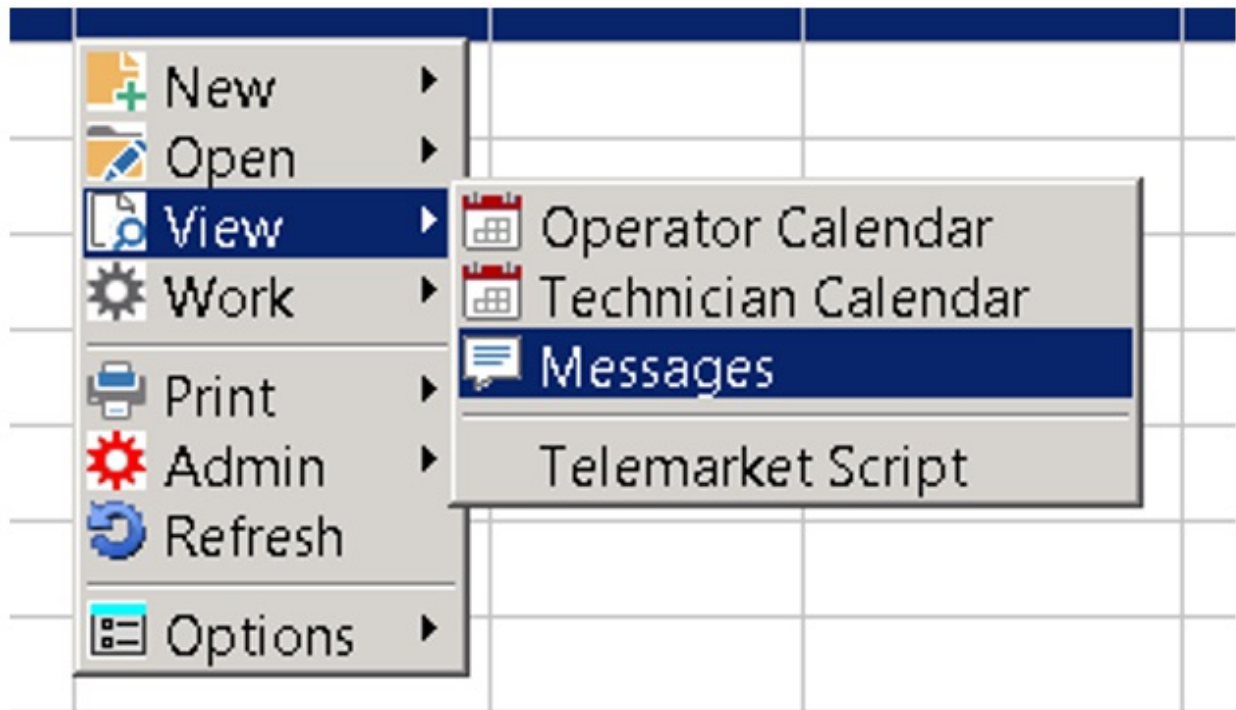 New
Open
View
Work
Print
Admin
Refresh
Options
Operator Calendar
Technician Calendar
Messages
Telemarket Script